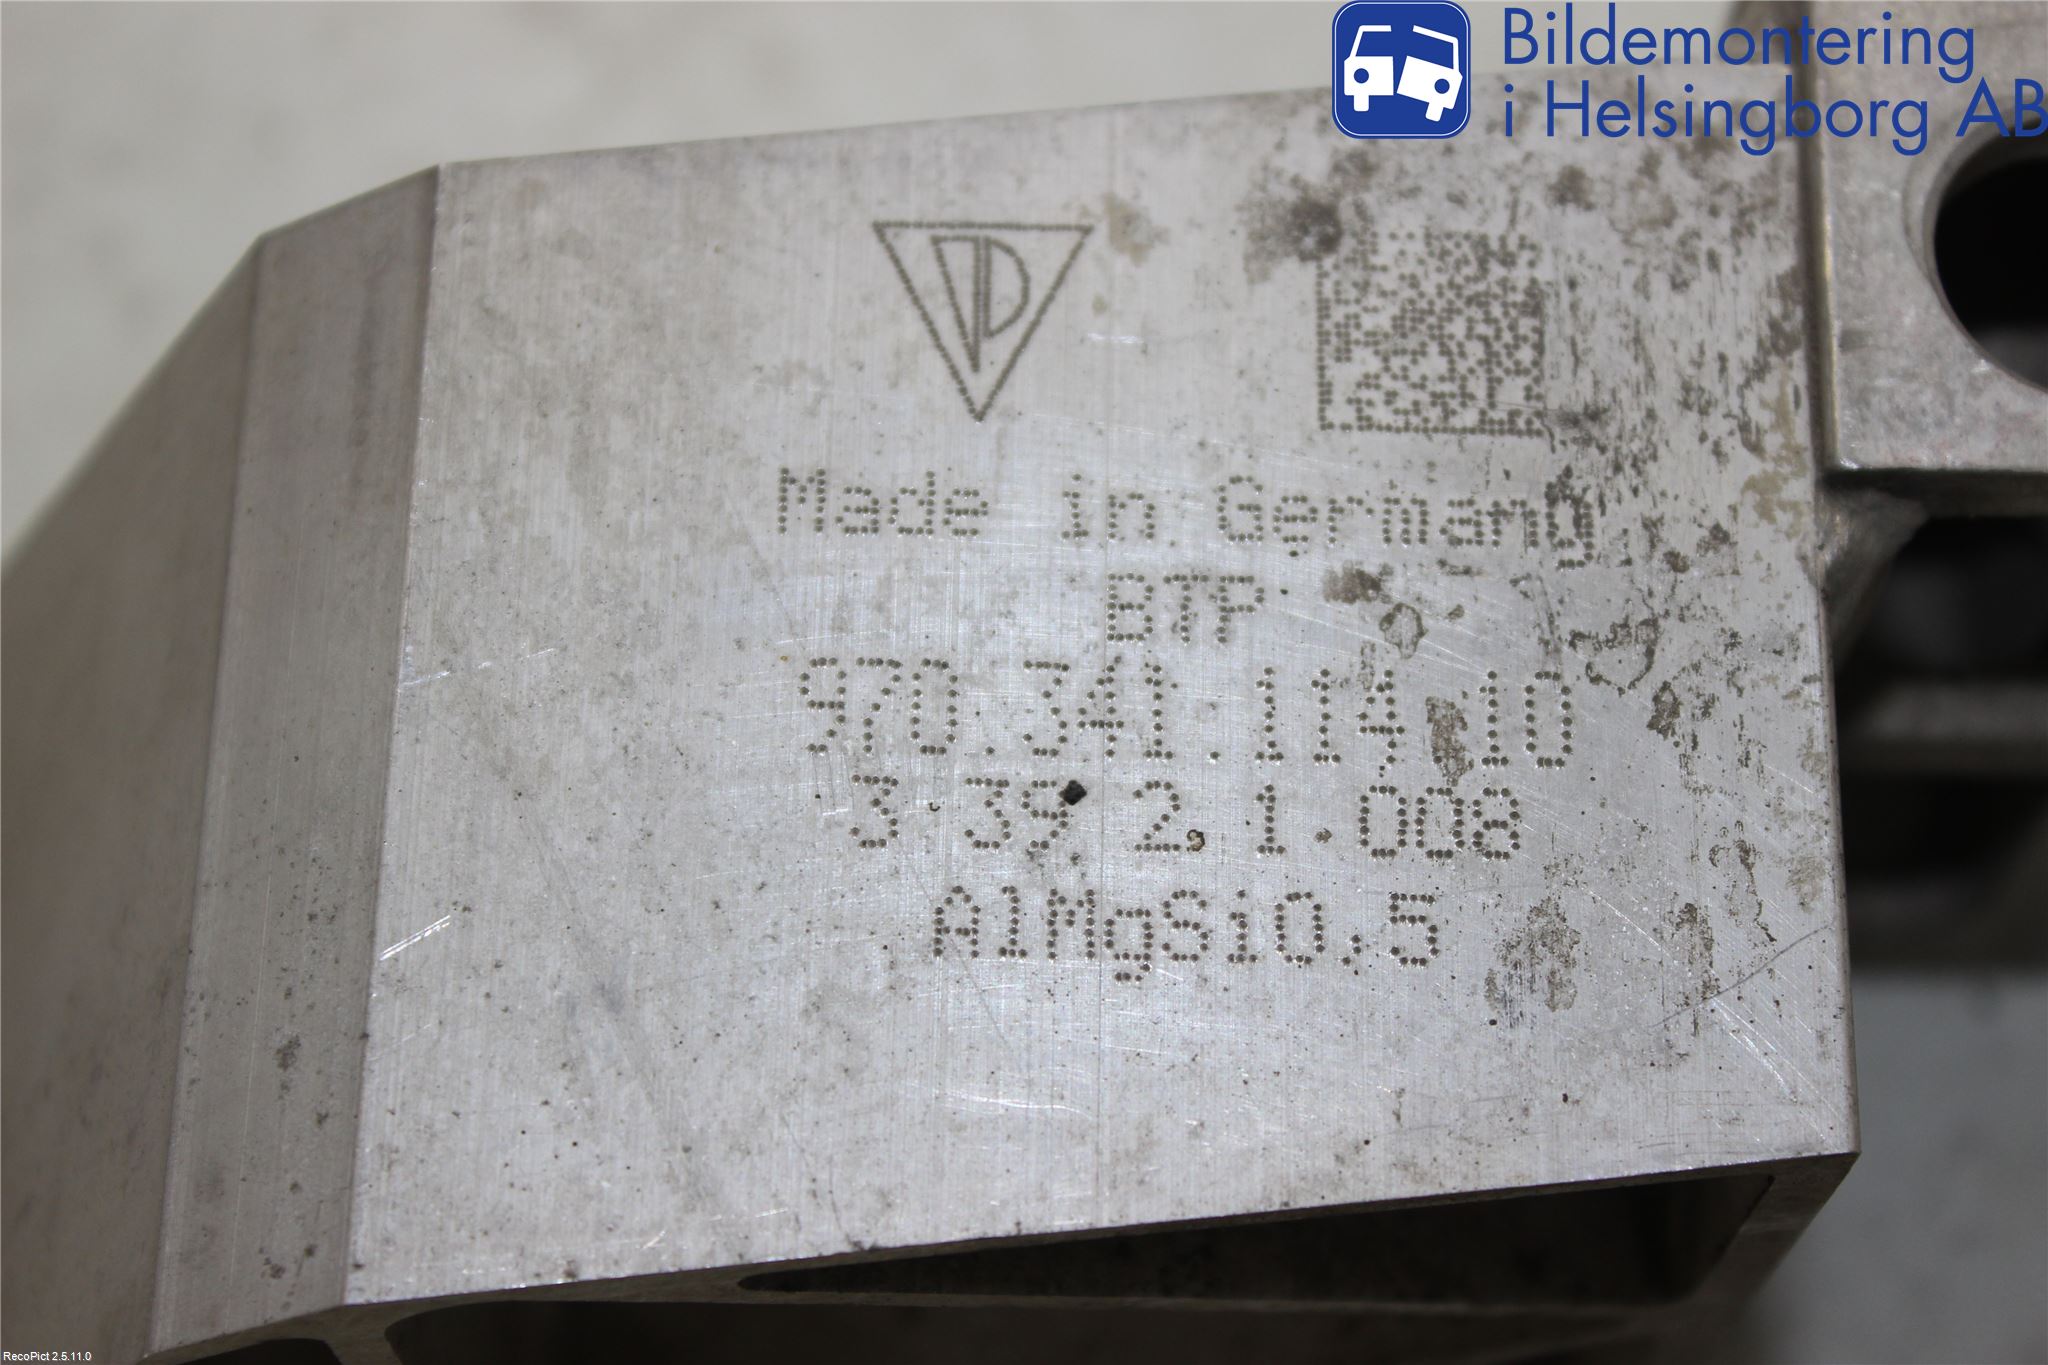 Bildemontering
i Helsingborg AB
Made in Germany
BTP
970.341.114.10
3.39.2.1.008
AlMgSi0,5
RecoPict 2.5.11.0